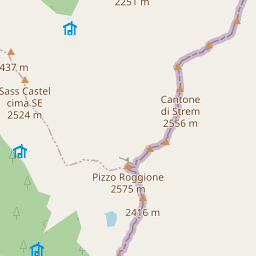 2251 m
437 m
Sass Castel
cima SE
2524 m
Cantone
di Strem
2556 m
Pizzo Roggione
2575 m
2416 m